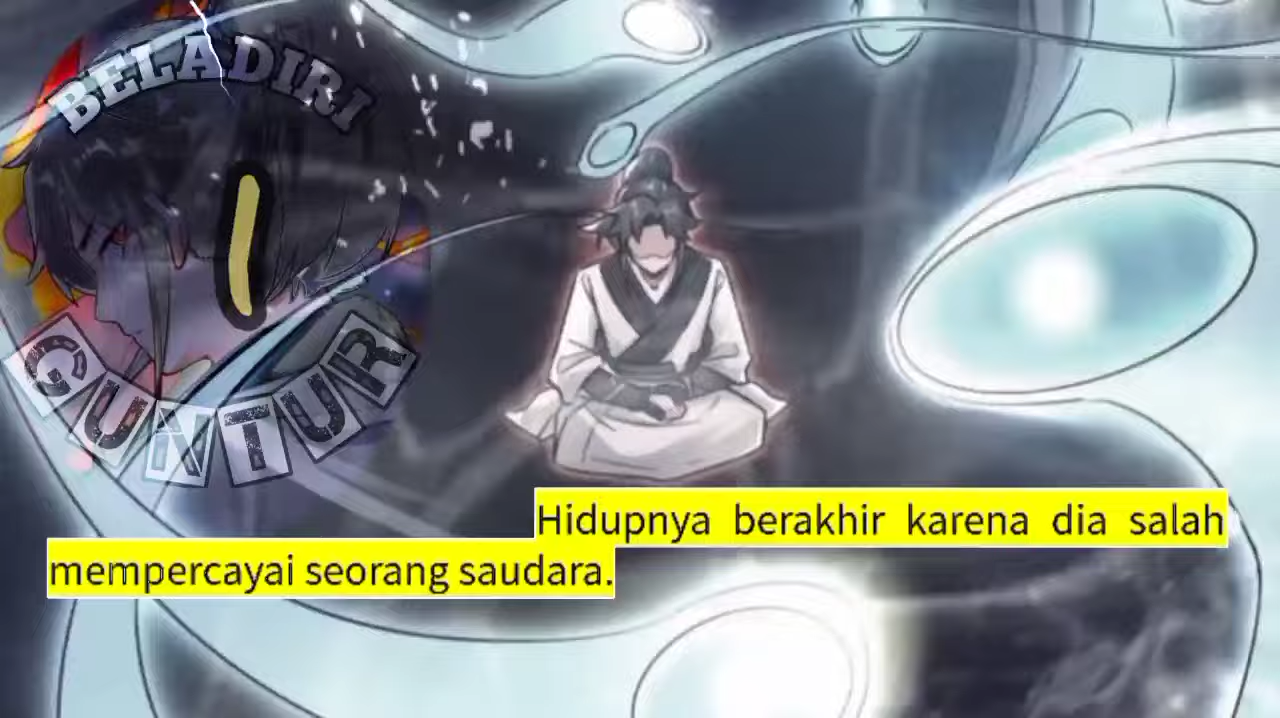 BELADIRI
GUNTUR
Hidupnya berakhir karena dia salah
mempercayai seorang saudara.